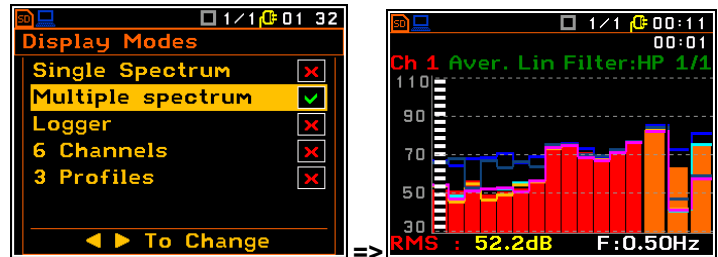 SD 1/1 01 32
Display Modes
Single Spectrum
Multiple spectrum
Logger
6 Channels
3 Profiles
To Change
=>
SD 1/1 00:11
00:01
Ch 1 Aver. Lin Filter:HP 1/1
110
90
70
50
30
RMS : 52.2dB F:0.50Hz